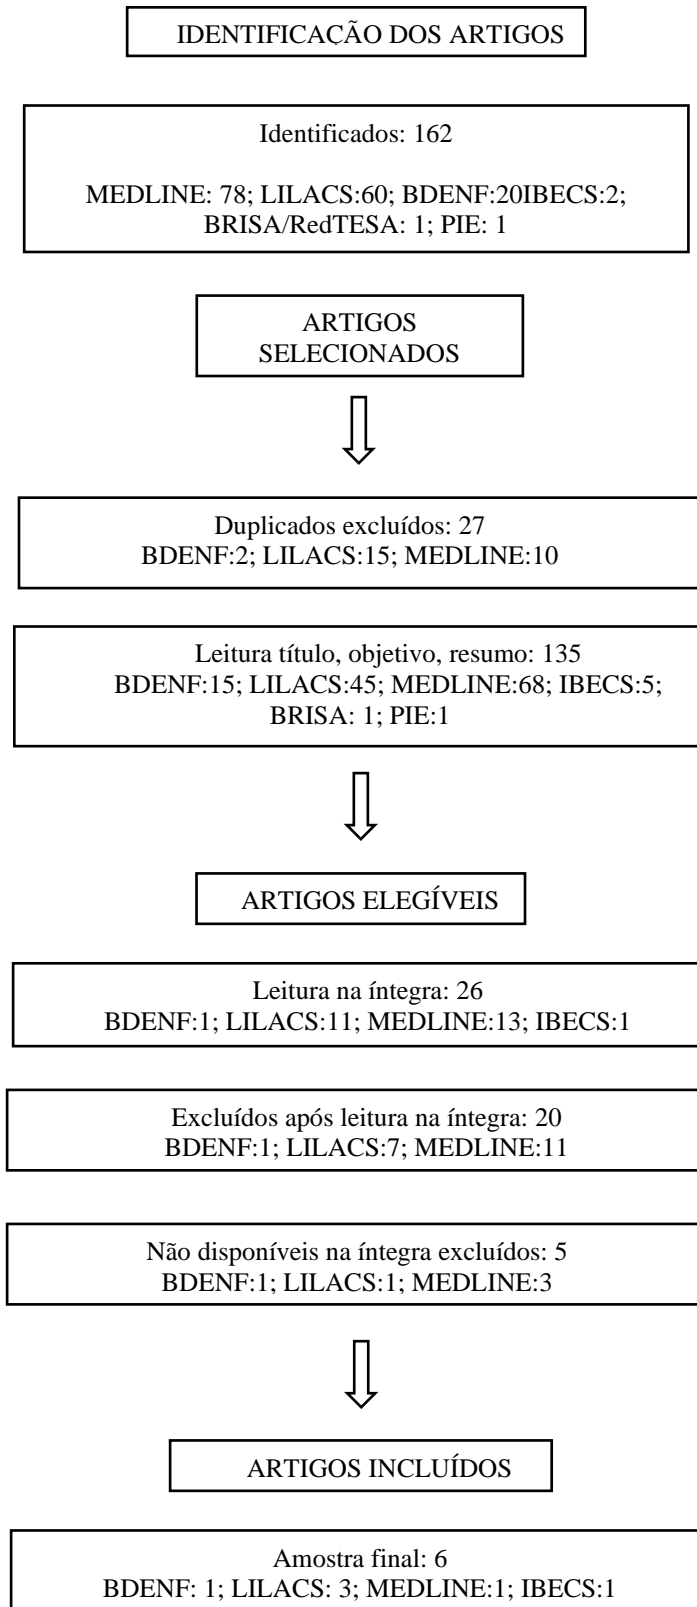 IDENTIFICAÇÃO DOS ARTIGOS
Identificados: 162
MEDLINE: 78; LILACS:60; BDENF:20IBECS:2;
BRISA/RedTESA: 1; PIE: 1
ARTIGOS
SELECIONADOS
Duplicados excluídos: 27
BDENF:2; LILACS:15; MEDLINE:10
Leitura título, objetivo, resumo: 135
BDENF:15; LILACS:45; MEDLINE:68; IBECS:5;
BRISA: 1; PIE:1
ARTIGOS ELEGÍVEIS
Leitura na íntegra: 26
BDENF:1; LILACS:11; MEDLINE:13; IBECS:1
Excluídos após leitura na íntegra: 20
BDENF:1; LILACS:7; MEDLINE:11
Não disponíveis na íntegra excluídos: 5
BDENF:1; LILACS:1; MEDLINE:3
ARTIGOS INCLUÍDOS
Amostra final: 6
BDENF: 1; LILACS: 3; MEDLINE:1; IBECS:1